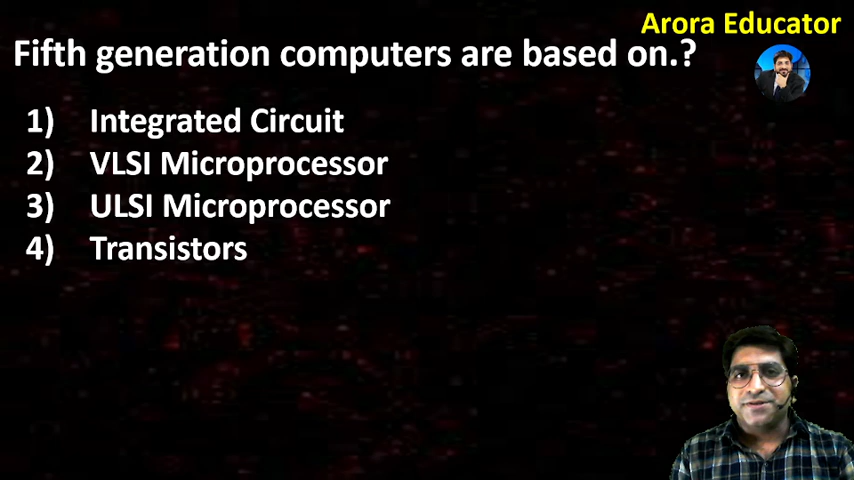 Arora Educator
Fifth generation computers are based on.?
1) Integrated Circuit
2) VLSI Microprocessor
3) ULSI Microprocessor
4) Transistors